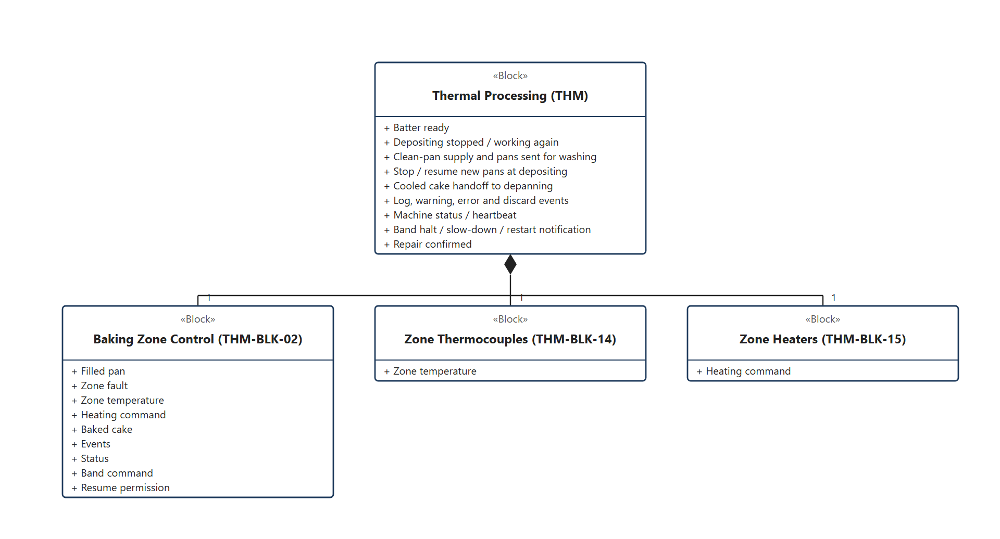 «Block»
Thermal Processing (THM)
+ Batter ready
+ Depositing stopped / working again
+ Clean-pan supply and pans sent for washing
+ Stop / resume new pans at depositing
+ Cooled cake handoff to depanning
+ Log, warning, error and discard events
+ Machine status / heartbeat
+ Band halt / slow-down / restart notification
+ Repair confirmed
1
1
1
«Block»
Baking Zone Control (THM-BLK-02)
+ Filled pan
+ Zone fault
+ Zone temperature
+ Heating command
+ Baked cake
+ Events
+ Status
+ Band command
+ Resume permission
«Block»
Zone Thermocouples (THM-BLK-14)
+ Zone temperature
«Block»
Zone Heaters (THM-BLK-15)
+ Heating command